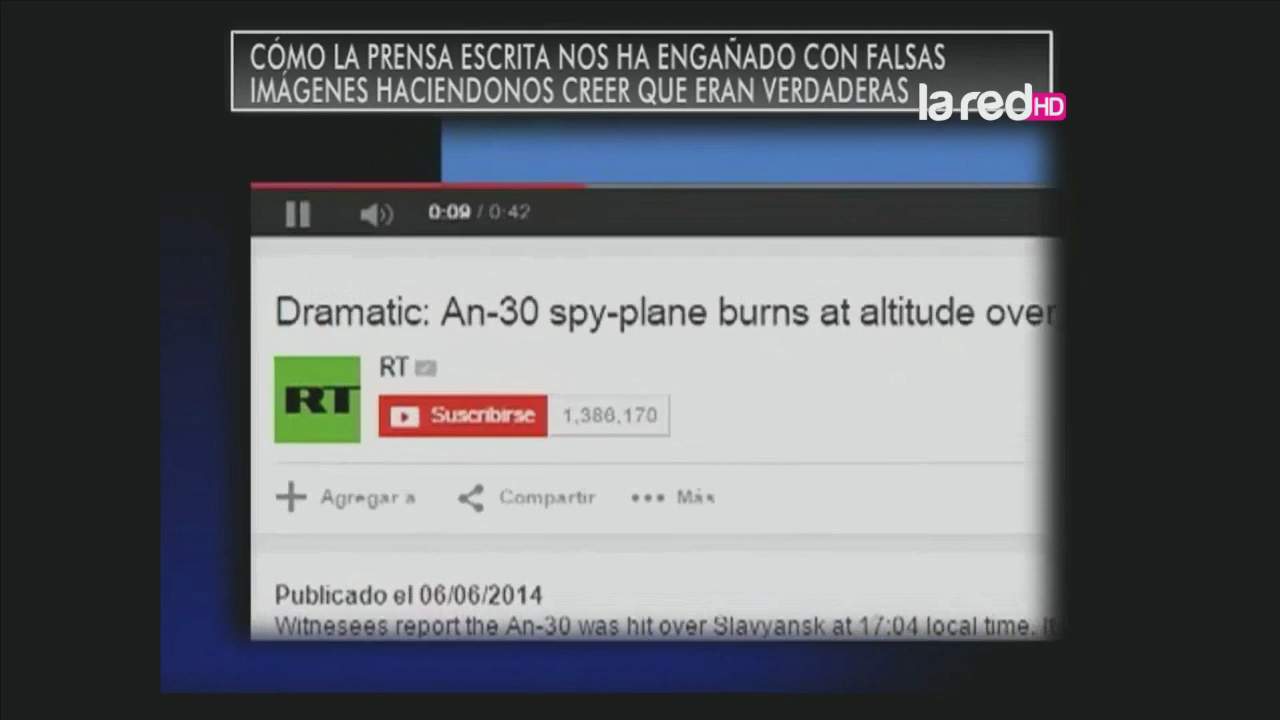 CÓMO LA PRENSA ESCRITA NOS HA ENGAÑADO CON FALSAS
IMÁGENES HACIENDONOS CREER QUE ERAN VERDADERAS
la red HD
0:09 / 0:42
Dramatic: An-30 spy-plane burns at altitude over
RT
RT
Suscribirse 1,386,170
Agregar a Compartir Más
Publicado el 06/06/2014
Witnesees report the An-30 was hit over Slavyansk at 17:04 local time.